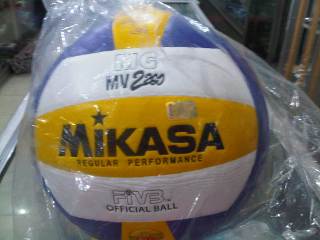 MG
MV 2200
MIKASA
REGULAR PERFORMANCE
FIVB
OFFICIAL BALL